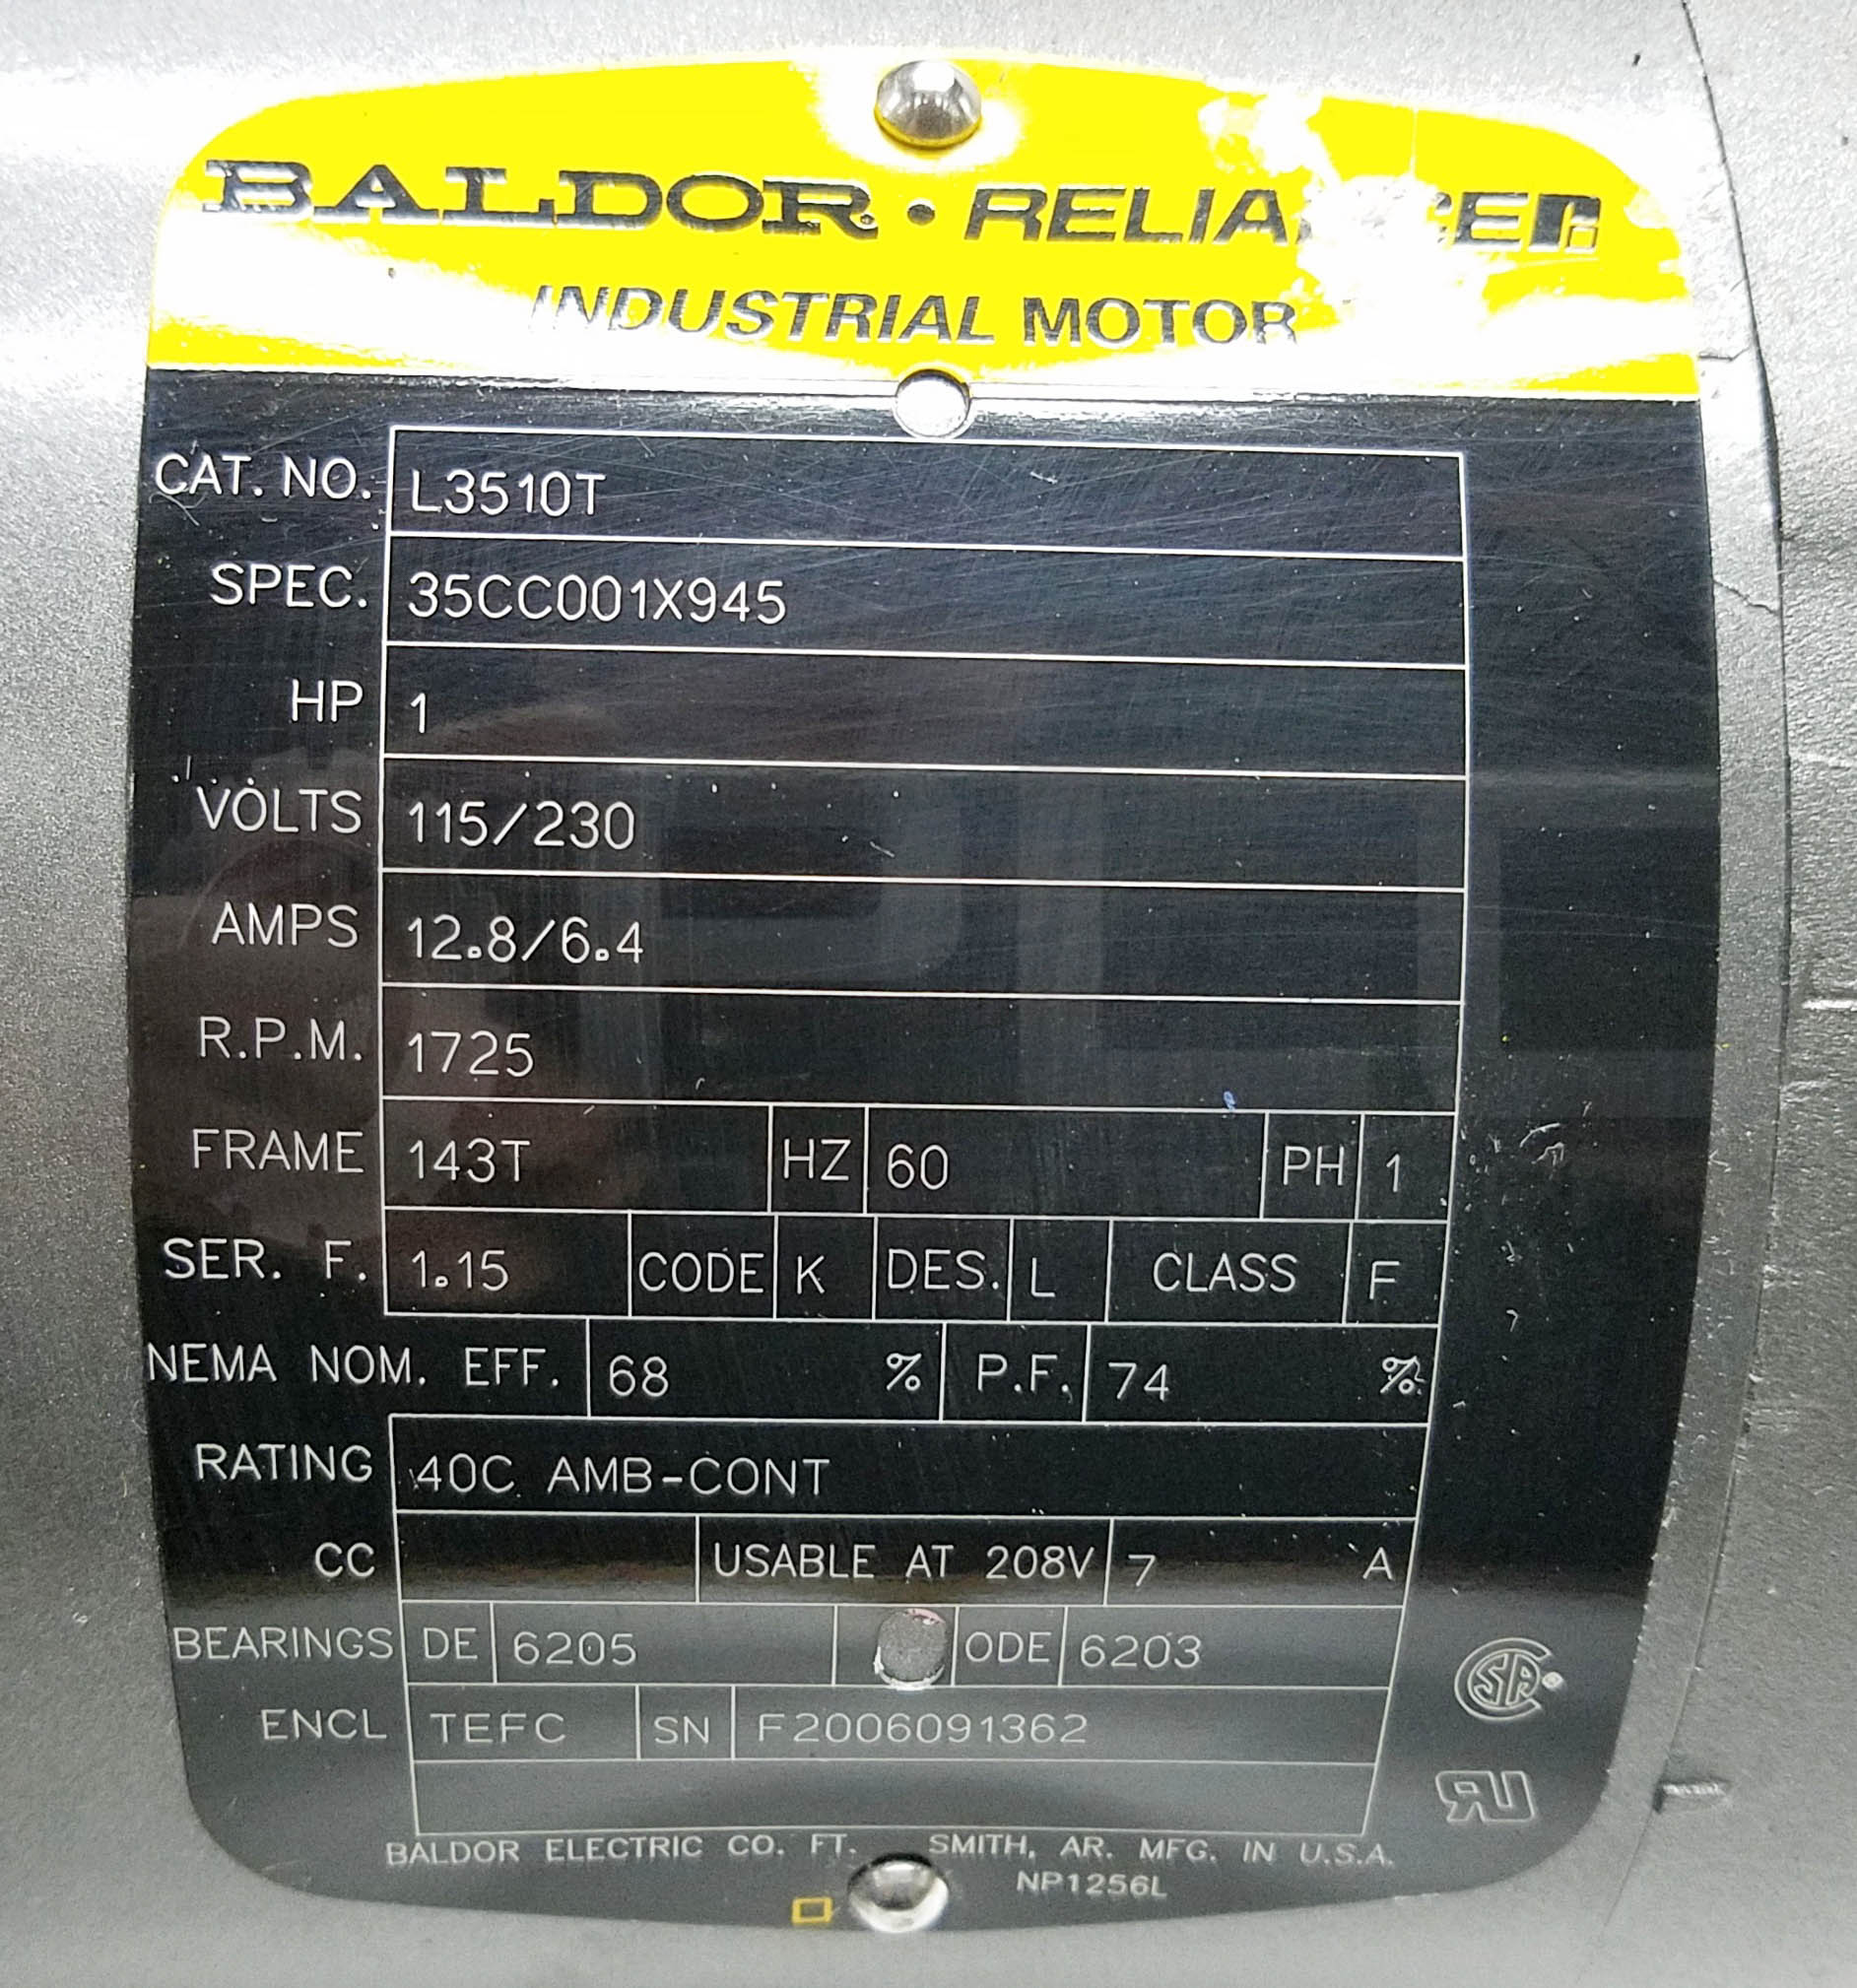 BALDOR • RELIANCE
INDUSTRIAL MOTOR
CAT. NO. L3510T
SPEC. 35CC001X945
HP 1
VOLTS 115/230
AMPS 12.8/6.4
R.P.M. 1725
FRAME 143T HZ 60 PH 1
SER. F. 1.15 CODE K DES. L CLASS F
NEMA NOM. EFF. 68 % P.F. 74 %
RATING 40C AMB-CONT
CC USABLE AT 208V 7 A
BEARINGS DE 6205 ODE 6203
ENCL TEFC SN F2006091362
BALDOR ELECTRIC CO. FT. SMITH, AR. MFG. IN U.S.A.
NP1256L